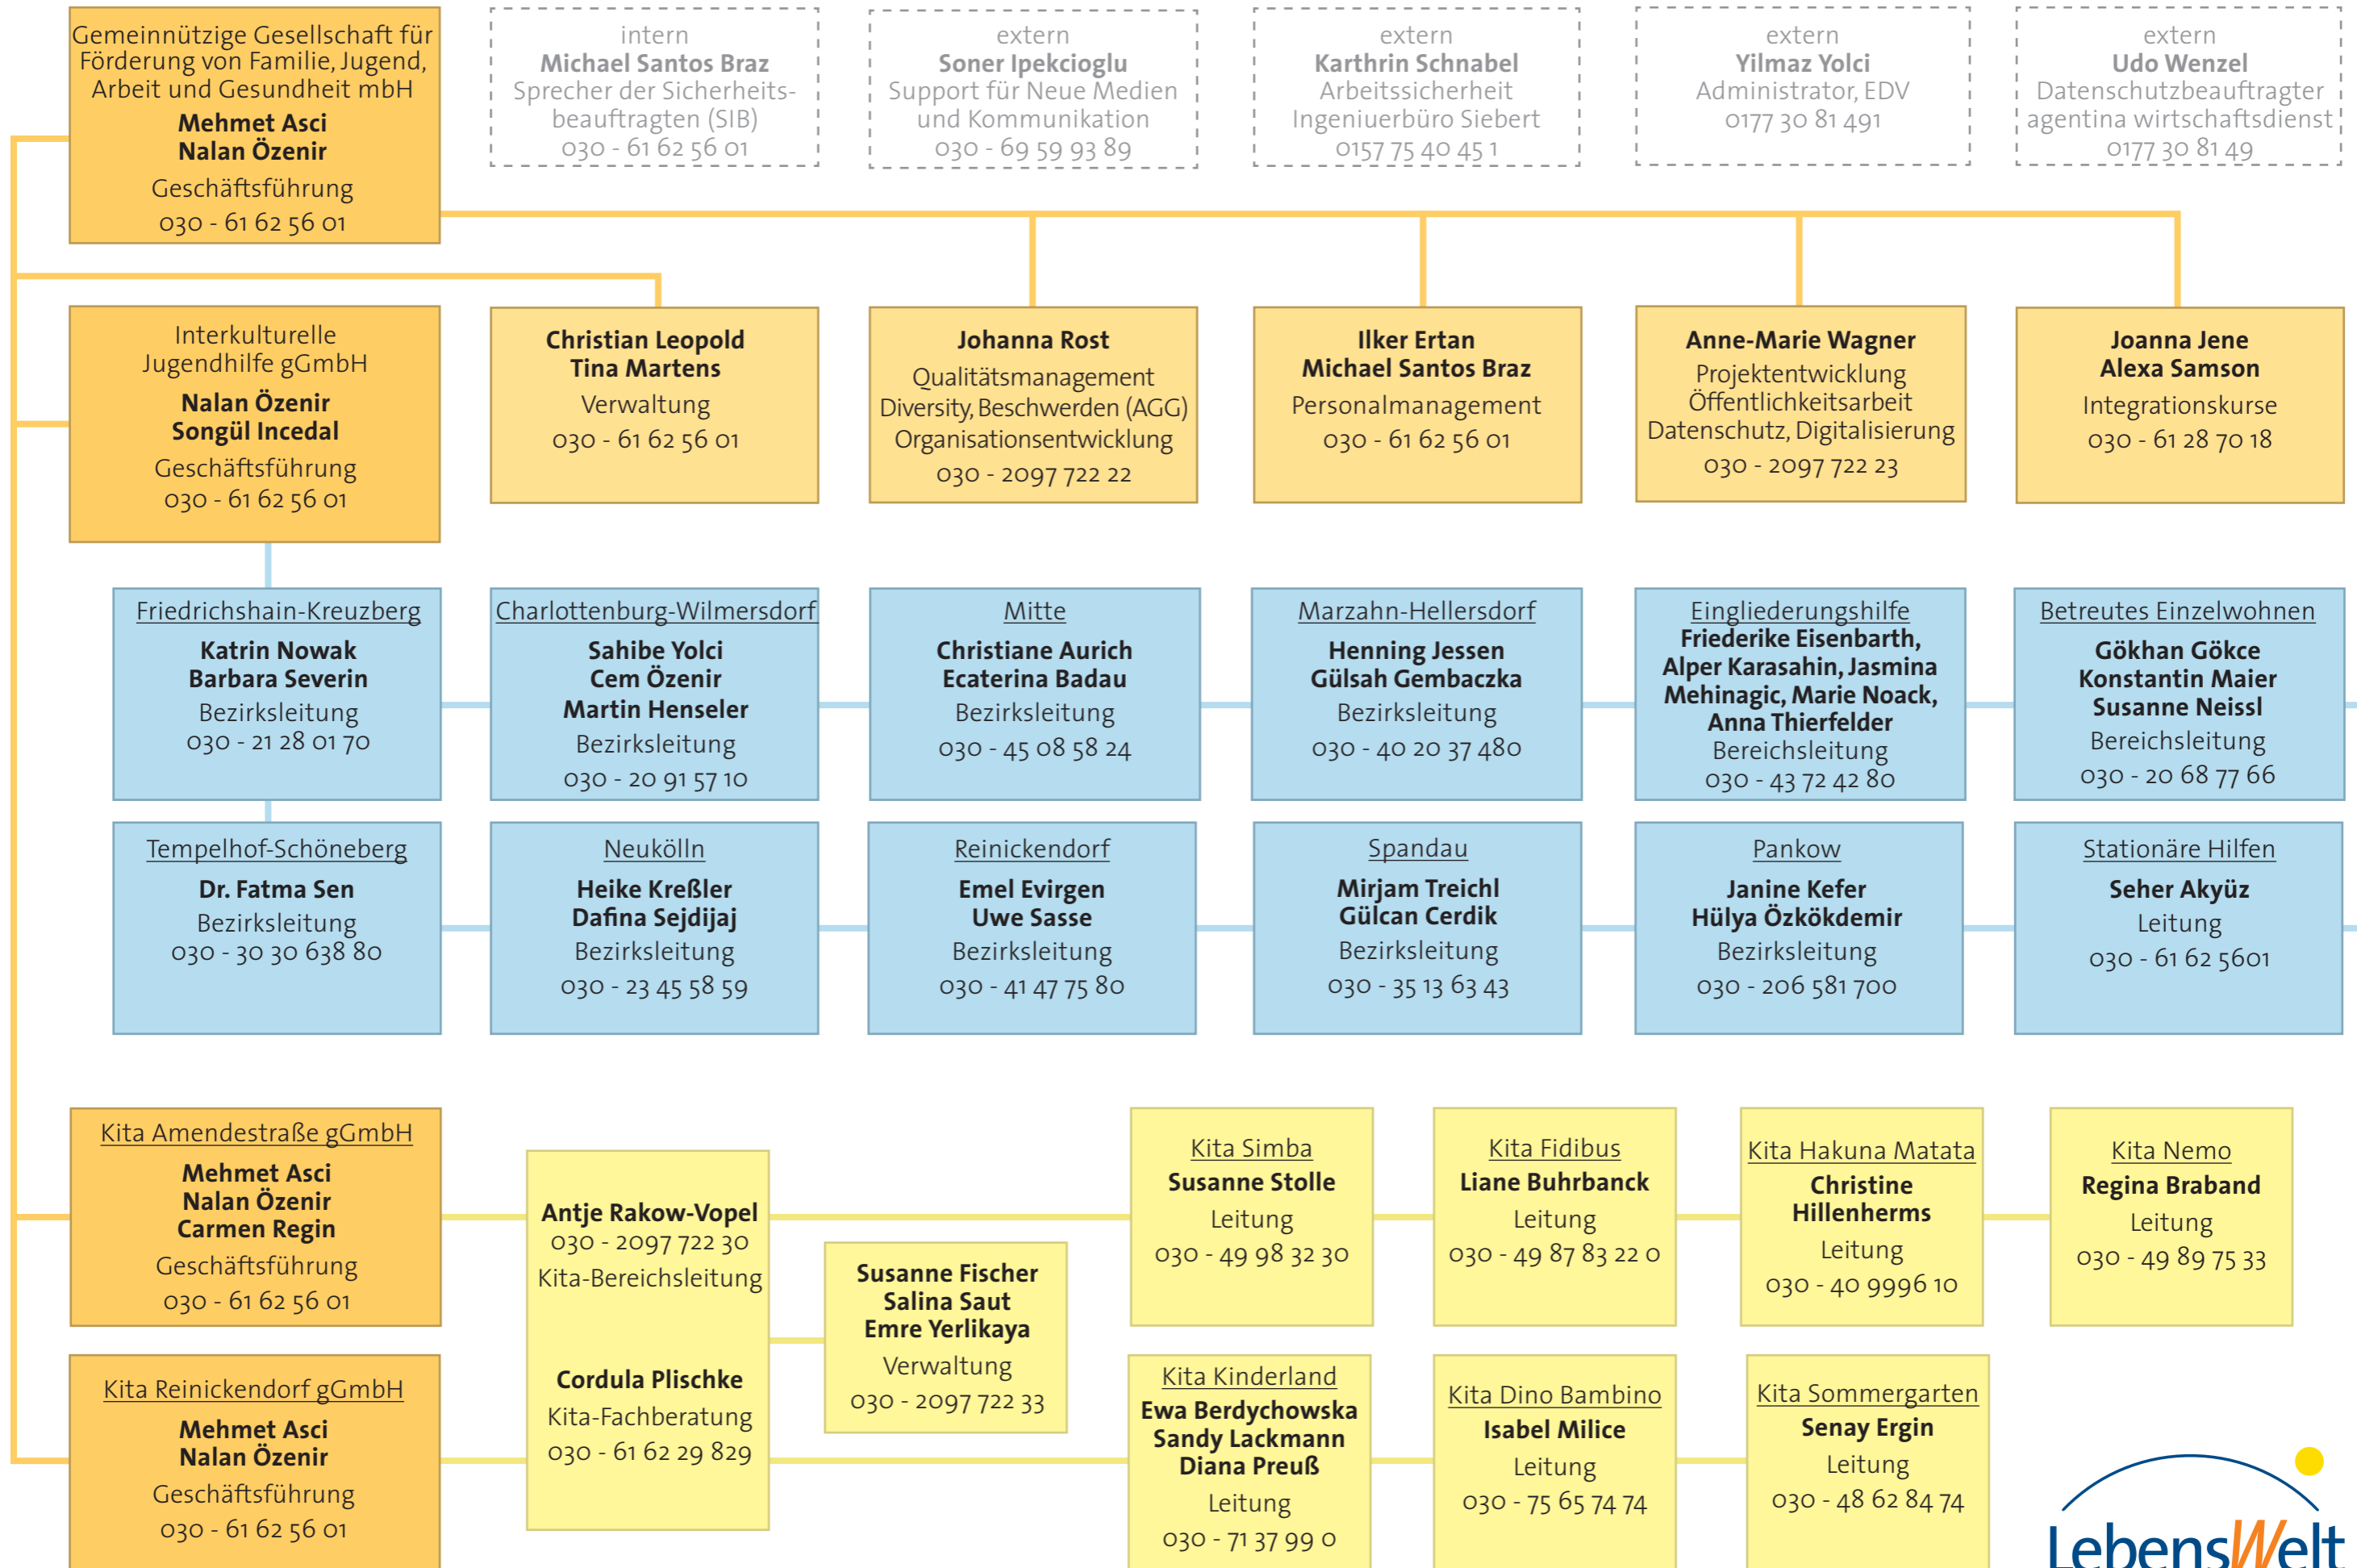 Gemeinnützige Gesellschaft für
Förderung von Familie, Jugend,
Arbeit und Gesundheit mbH
Mehmet Asci
Nalan Özenir
Geschäftsführung
030 - 61 62 56 01
intern
Michael Santos Braz
Sprecher der Sicherheits-
beauftragten (SIB)
030 - 61 62 56 01
extern
Soner Ipekcioglu
Support für Neue Medien
und Kommunikation
030 - 69 59 93 89
extern
Karthrin Schnabel
Arbeitssicherheit
Ingeniuerbüro Siebert
0157 75 40 45 1
extern
Yilmaz Yolci
Administrator, EDV
0177 30 81 491
extern
Udo Wenzel
Datenschutzbeauftragter
agentina wirtschaftsdienst
0177 30 81 49
Interkulturelle
Jugendhilfe gGmbH
Nalan Özenir
Songül Incedal
Geschäftsführung
030 - 61 62 56 01
Christian Leopold
Tina Martens
Verwaltung
030 - 61 62 56 01
Johanna Rost
Qualitätsmanagement
Diversity, Beschwerden (AGG)
Organisationsentwicklung
030 - 2097 722 22
Ilker Ertan
Michael Santos Braz
Personalmanagement
030 - 61 62 56 01
Anne-Marie Wagner
Projektentwicklung
Öffentlichkeitsarbeit
Datenschutz, Digitalisierung
030 - 2097 722 23
Joanna Jene
Alexa Samson
Integrationskurse
030 - 61 28 70 18
Friedrichshain-Kreuzberg
Katrin Nowak
Barbara Severin
Bezirksleitung
030 - 21 28 01 70
Charlottenburg-Wilmersdorf
Sahibe Yolci
Cem Özenir
Martin Henseler
Bezirksleitung
030 - 20 91 57 10
Mitte
Christiane Aurich
Ecaterina Badau
Bezirksleitung
030 - 45 08 58 24
Marzahn-Hellersdorf
Henning Jessen
Gülsah Gembaczka
Bezirksleitung
030 - 40 20 37 480
Eingliederungshilfe
Friederike Eisenbarth,
Alper Karasahin, Jasmina
Mehinagic, Marie Noack,
Anna Thierfelder
Bereichsleitung
030 - 43 72 42 80
Betreutes Einzelwohnen
Gökhan Gökce
Konstantin Maier
Susanne Neissl
Bereichsleitung
030 - 20 68 77 66
Tempelhof-Schöneberg
Dr. Fatma Sen
Bezirksleitung
030 - 30 30 638 80
Neukölln
Heike Kreßler
Dafina Sejdijaj
Bezirksleitung
030 - 23 45 58 59
Reinickendorf
Emel Evirgen
Uwe Sasse
Bezirksleitung
030 - 41 47 75 80
Spandau
Mirjam Treichl
Gülcan Cerdik
Bezirksleitung
030 - 35 13 63 43
Pankow
Janine Kefer
Hülya Özkökdemir
Bezirksleitung
030 - 206 581 700
Stationäre Hilfen
Seher Akyüz
Leitung
030 - 61 62 5601
Kita Amendestraße gGmbH
Mehmet Asci
Nalan Özenir
Carmen Regin
Geschäftsführung
030 - 61 62 56 01
Antje Rakow-Vopel
030 - 2097 722 30
Kita-Bereichsleitung
Cordula Plischke
Kita-Fachberatung
030 - 61 62 29 829
Susanne Fischer
Salina Saut
Emre Yerlikaya
Verwaltung
030 - 2097 722 33
Kita Simba
Susanne Stolle
Leitung
030 - 49 98 32 30
Kita Fidibus
Liane Buhrbanck
Leitung
030 - 49 87 83 22 0
Kita Hakuna Matata
Christine
Hillenherms
Leitung
030 - 40 9996 10
Kita Nemo
Regina Braband
Leitung
030 - 49 89 75 33
Kita Reinickendorf gGmbH
Mehmet Asci
Nalan Özenir
Geschäftsführung
030 - 61 62 56 01
Kita Kinderland
Ewa Berdychowska
Sandy Lackmann
Diana Preuß
Leitung
030 - 71 37 99 0
Kita Dino Bambino
Isabel Milice
Leitung
030 - 75 65 74 74
Kita Sommergarten
Senay Ergin
Leitung
030 - 48 62 84 74
LebensWelt